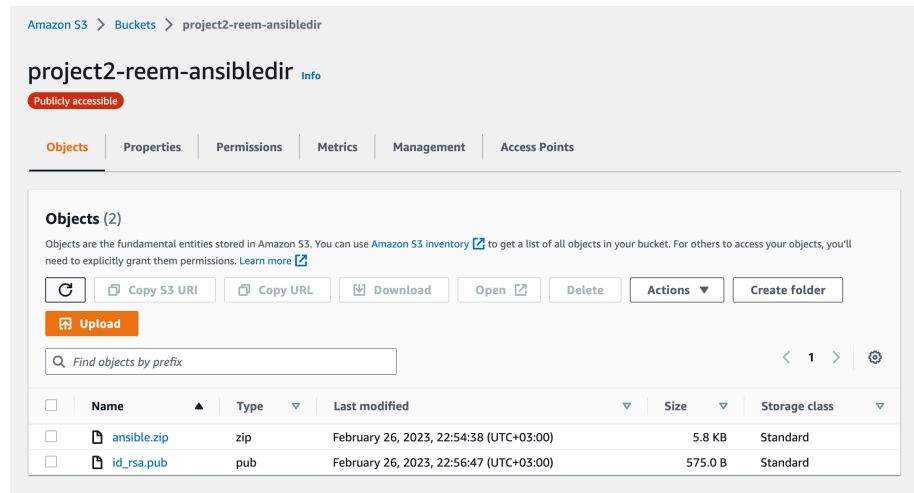 Amazon S3 > Buckets > project2-reem-ansibledir
project2-reem-ansibledir Info
Publicly accessible
Objects Properties Permissions Metrics Management Access Points
Objects (2)
Objects are the fundamental entities stored in Amazon S3. You can use Amazon S3 inventory to get a list of all objects in your bucket. For others to access your objects, you'll
need to explicitly grant them permissions. Learn more
Copy S3 URI Copy URL Download Open Delete Actions Create folder
Upload
Find objects by prefix
< 1 >
Name Type Last modified Size Storage class
ansible.zip zip February 26, 2023, 22:54:38 (UTC+03:00) 5.8 KB Standard
id_rsa.pub pub February 26, 2023, 22:56:47 (UTC+03:00) 575.0 B Standard